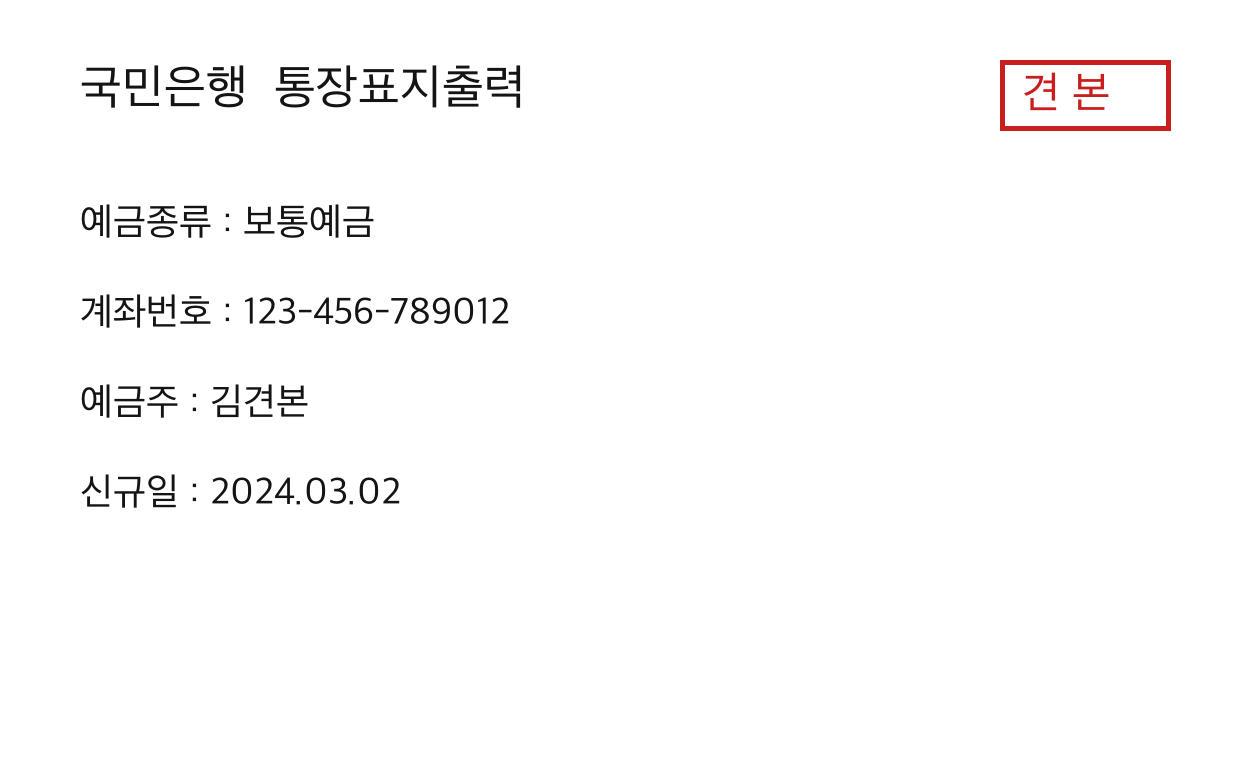 국민은행 통장표지출력
견 본
예금종류 : 보통예금
계좌번호 : 123-456-789012
예금주 : 김견본
신규일 : 2024.03.02